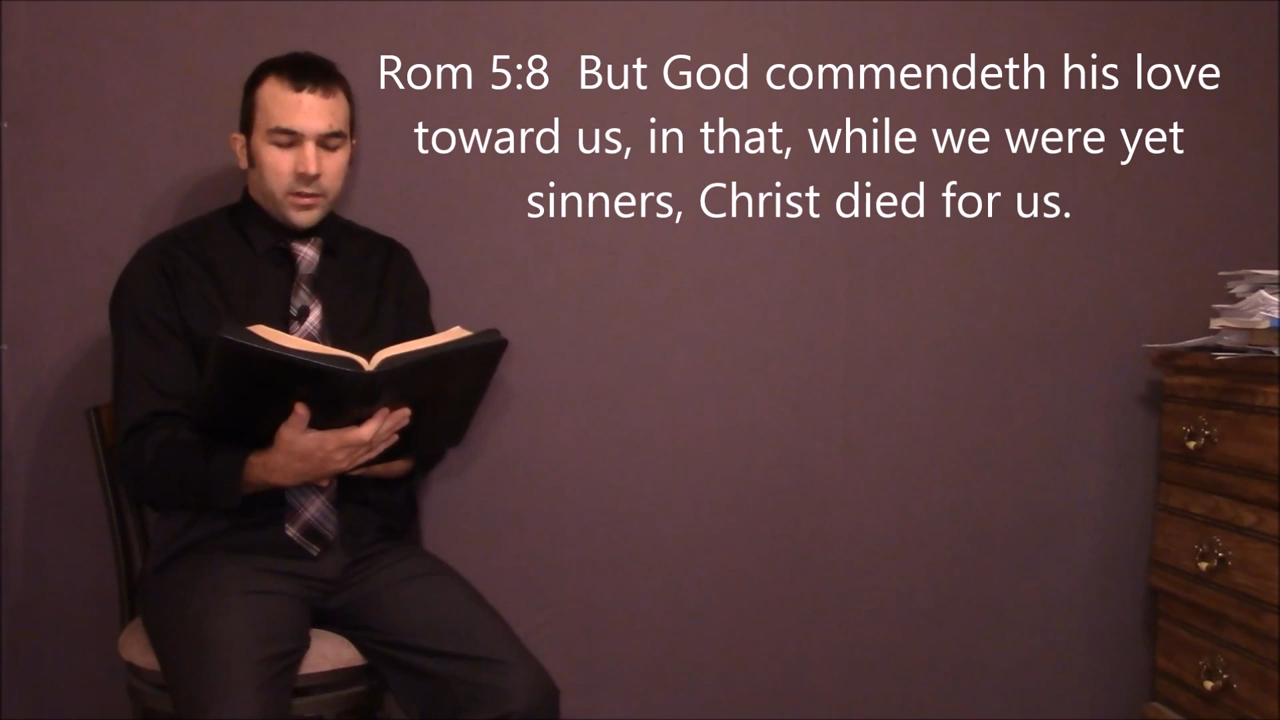 Rom 5:8  But God commendeth his love
toward us, in that, while we were yet
sinners, Christ died for us.